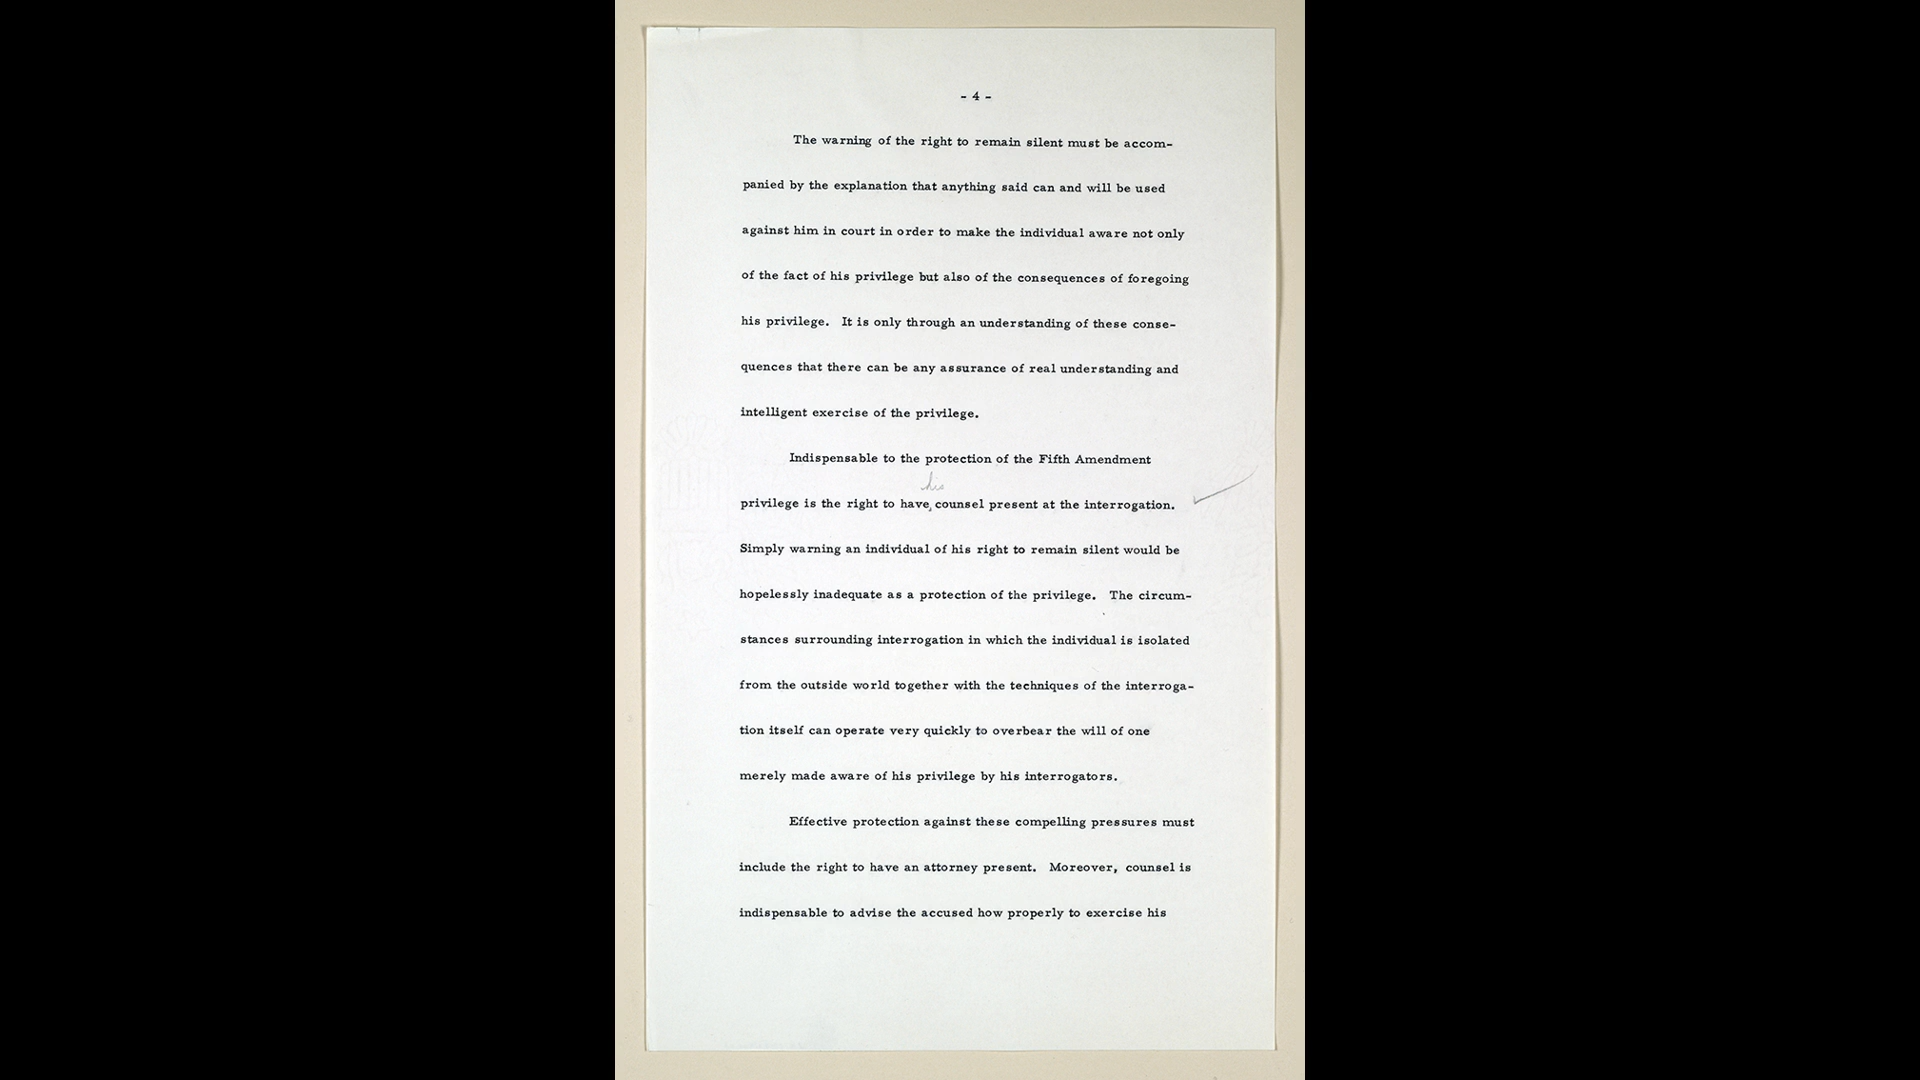 - 4 -
The warning of the right to remain silent must be accom-
panied by the explanation that anything said can and will be used
against him in court in order to make the individual aware not only
of the fact of his privilege but also of the consequences of foregoing
his privilege. It is only through an understanding of these conse-
quences that there can be any assurance of real understanding and
intelligent exercise of the privilege.
Indispensable to the protection of the Fifth Amendment
his
privilege is the right to have, counsel present at the interrogation.
Simply warning an individual of his right to remain silent would be
hopelessly inadequate as a protection of the privilege. The circum-
stances surrounding interrogation in which the individual is isolated
from the outside world together with the techniques of the interroga-
tion itself can operate very quickly to overbear the will of one
merely made aware of his privilege by his interrogators.
Effective protection against these compelling pressures must
include the right to have an attorney present. Moreover, counsel is
indispensable to advise the accused how properly to exercise his